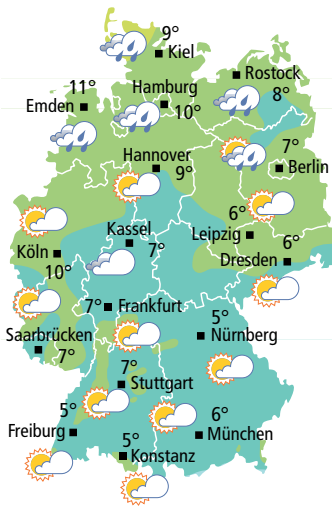 9°
Kiel
Rostock
8°
11°
Hamburg
Emden
10°
7°
Berlin
Hannover
9°
6°
Leipzig
Kassel
7°
Köln
10°
6°
Dresden
7° Frankfurt
5°
Nürnberg
Saarbrücken
7°
7°
Stuttgart
5°
Freiburg
6°
München
5°
Konstanz